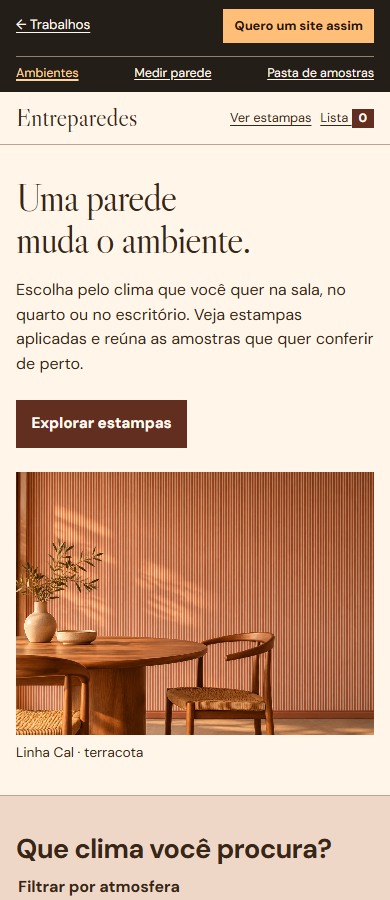 ← Trabalhos
Quero um site assim
Ambientes
Medir parede
Pasta de amostras
Entreparedes
Ver estampas
Lista 0
Uma parede
muda o ambiente.
Escolha pelo clima que você quer na sala, no
quarto ou no escritório. Veja estampas
aplicadas e reúna as amostras que quer conferir
de perto.
Explorar estampas
Linha Cal · terracota
Que clima você procura?
Filtrar por atmosfera